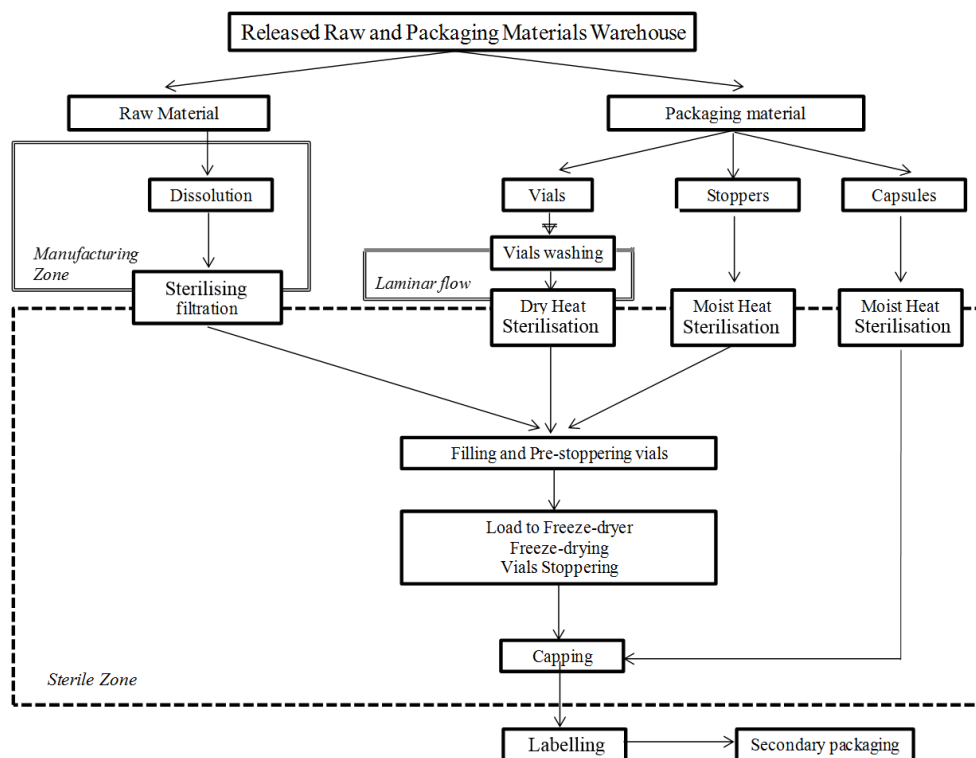 Released Raw and Packaging Materials Warehouse
Raw Material
Packaging material
Dissolution
Vials
Stoppers
Capsules
Manufacturing
Zone
Vials washing
Laminar flow
Sterilising
filtration
Dry Heat
Sterilisation
Moist Heat
Sterilisation
Moist Heat
Sterilisation
Filling and Pre-stoppering vials
Load to Freeze-dryer
Freeze-drying
Vials Stoppering
Capping
Sterile Zone
Labelling
Secondary packaging